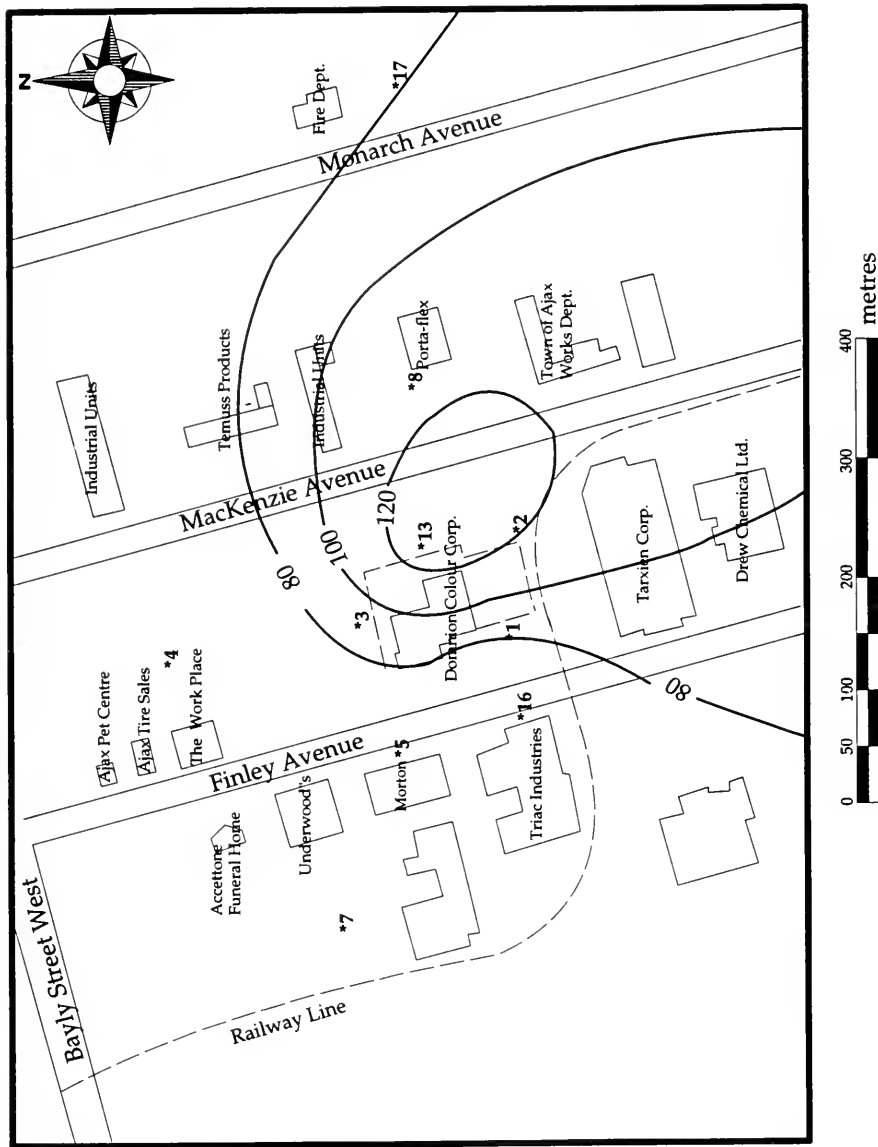 N
Bayly Street West
Railway Line
Accettone
Funeral Home
Underwood"s
Morton
*5
*7
Triac Industries
*16
Finley Avenue
Ajax Pet Centre
Ajax Tire Sales
The Work Place
*4
*3
Dominion Colour Corp.
*1
*13
*2
80
100
120
80
Tarxien Corp.
Drew Chemical Ltd.
MacKenzie Avenue
Industrial Units
Temuss Products
Industrial Units
*8
Porta-flex
Town of Ajax
Works Dept.
Monarch Avenue
Fire Dept.
*17
0
50
100
200
300
400
metres